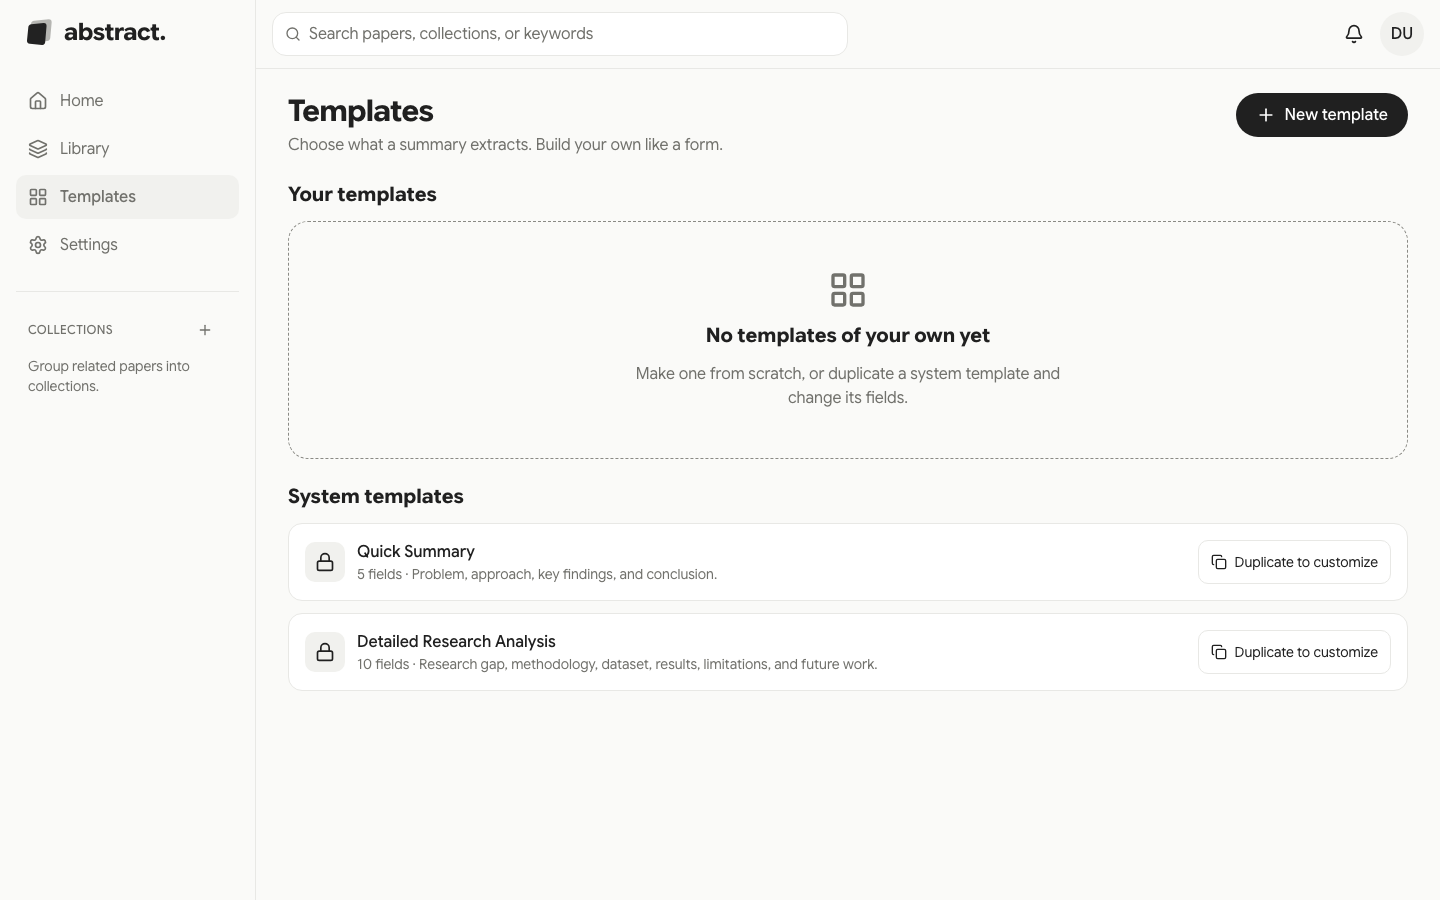 abstract.
Search papers, collections, or keywords
DU
Home
Library
Templates
Settings
COLLECTIONS
Group related papers into
collections.
Templates
New template
Choose what a summary extracts. Build your own like a form.
Your templates
No templates of your own yet
Make one from scratch, or duplicate a system template and
change its fields.
System templates
Quick Summary
5 fields · Problem, approach, key findings, and conclusion.
Duplicate to customize
Detailed Research Analysis
10 fields · Research gap, methodology, dataset, results, limitations, and future work.
Duplicate to customize